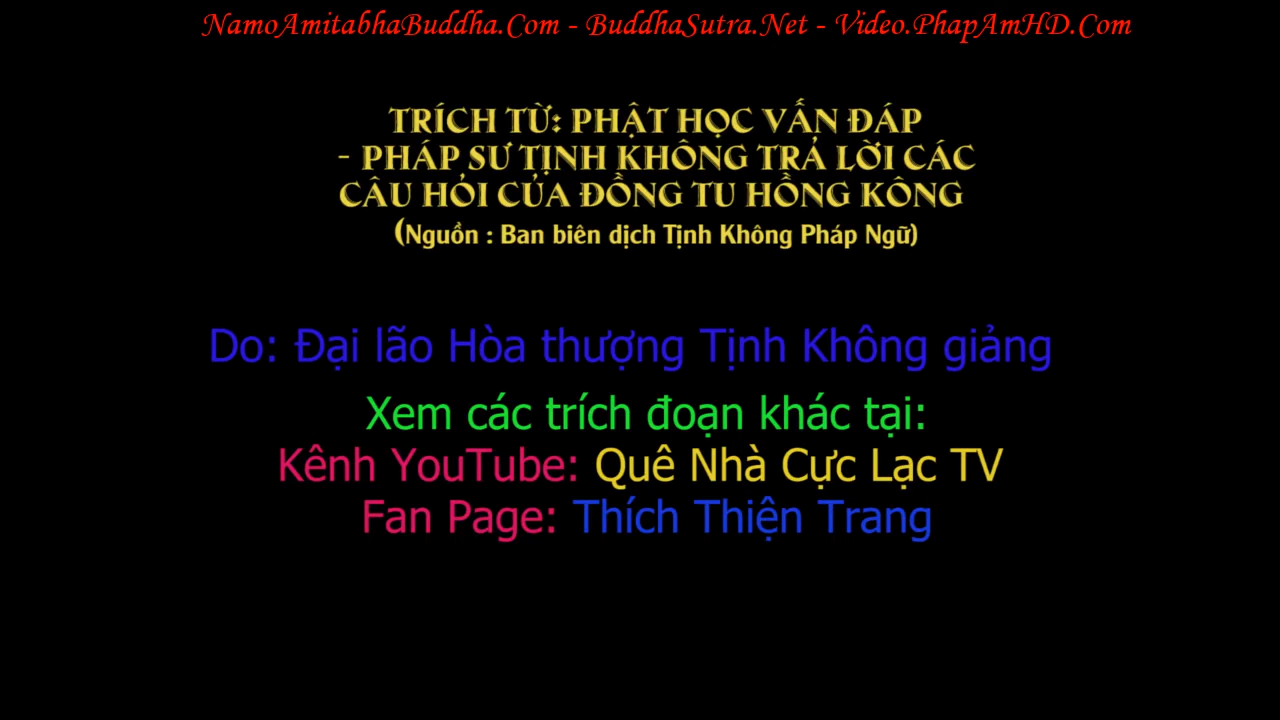 NamoAmitabhaBuddha.Com - BuddhaSutra.Net - Video.PhapAmHD.Com
TRÍCH TỪ: PHẬT HỌC VẤN ĐÁP
- PHÁP SƯ TỊNH KHÔNG TRẢ LỜI CÁC
CÂU HỎI CỦA ĐỒNG TU HỒNG KÔNG
(Nguồn : Ban biên dịch Tịnh Không Pháp Ngữ)
Do: Đại lão Hòa thượng Tịnh Không giảng
Xem các trích đoạn khác tại:
Kênh YouTube: Quê Nhà Cực Lạc TV
Fan Page: Thích Thiện Trang